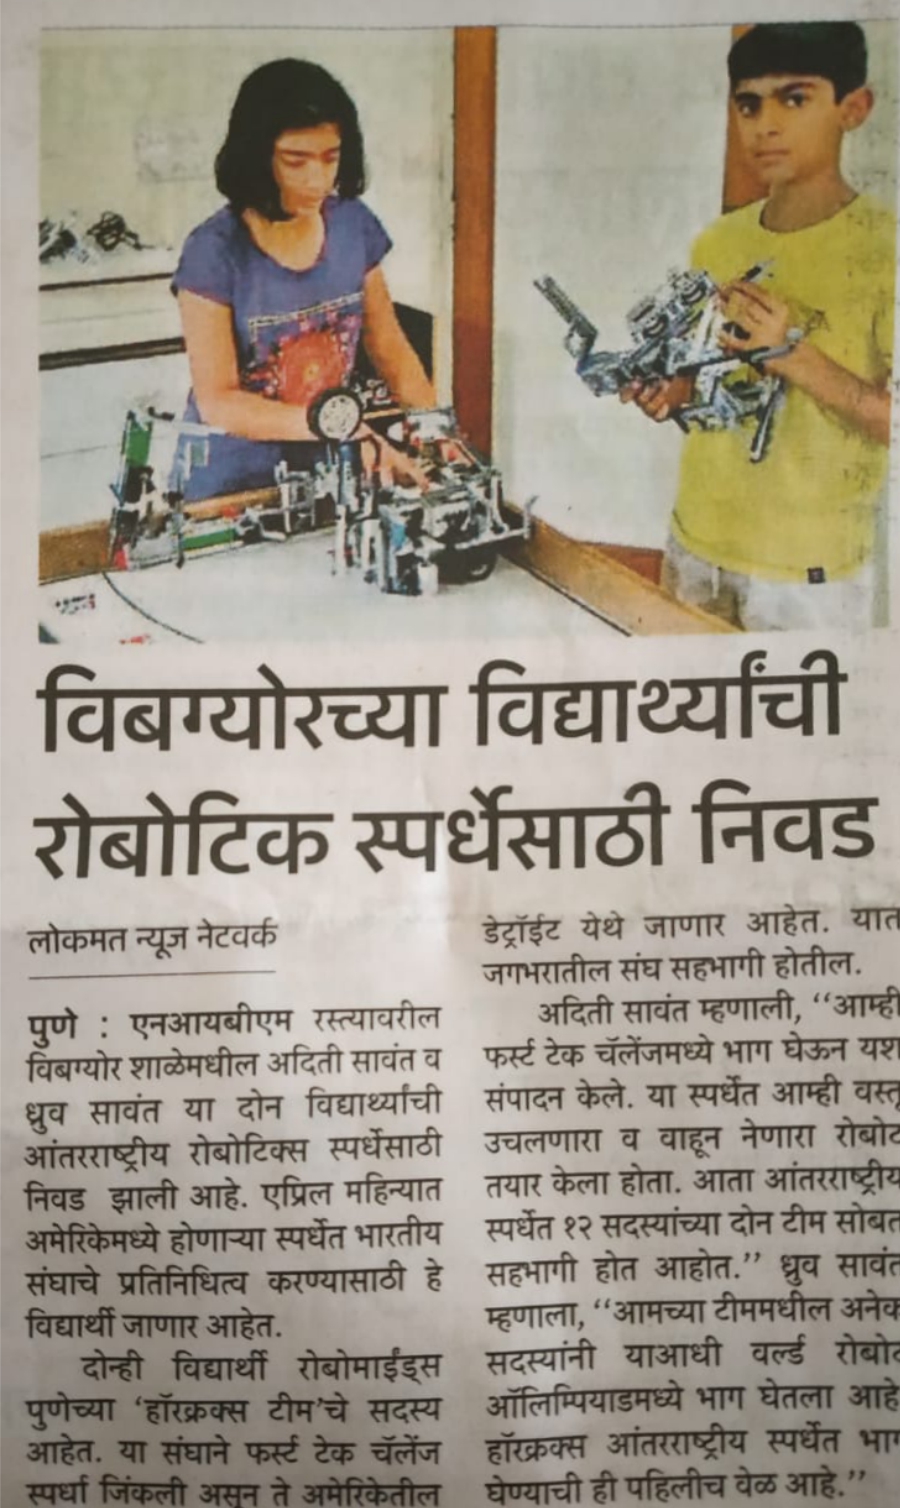 विबग्योरच्या विद्यार्थ्यांची
रोबोटिक स्पर्धेसाठी निवड
लोकमत न्यूज नेटवर्क
पुणे : एनआयबीएम रस्त्यावरील
विबग्योर शाळेमधील अदिती सावंत व
ध्रुव सावंत या दोन विद्यार्थ्यांची
आंतरराष्ट्रीय रोबोटिक्स स्पर्धेसाठी
निवड झाली आहे. एप्रिल महिन्यात
अमेरिकेमध्ये होणाऱ्या स्पर्धेत भारतीय
संघाचे प्रतिनिधित्व करण्यासाठी हे
विद्यार्थी जाणार आहेत.
दोन्ही विद्यार्थी रोबोमाईंड्स
पुणेच्या ‘हॉरक्रक्स टीम’चे सदस्य
आहेत. या संघाने फर्स्ट टेक चॅलेंज
स्पर्धा जिंकली असून ते अमेरिकेतील
डेट्रॉईट येथे जाणार आहेत. यात
जगभरातील संघ सहभागी होतील.
अदिती सावंत म्हणाली, ‘‘आम्ही
फर्स्ट टेक चॅलेंजमध्ये भाग घेऊन यश
संपादन केले. या स्पर्धेत आम्ही वस्तू
उचलणारा व वाहून नेणारा रोबोट
तयार केला होता. आता आंतरराष्ट्रीय
स्पर्धेत १२ सदस्यांच्या दोन टीम सोबत
सहभागी होत आहोत.’’ ध्रुव सावंत
म्हणाला, ‘‘आमच्या टीममधील अनेक
सदस्यांनी याआधी वर्ल्ड रोबोट
ऑलिम्पियाडमध्ये भाग घेतला आहे
हॉरक्रक्स आंतरराष्ट्रीय स्पर्धेत भाग
घेण्याची ही पहिलीच वेळ आहे.’’